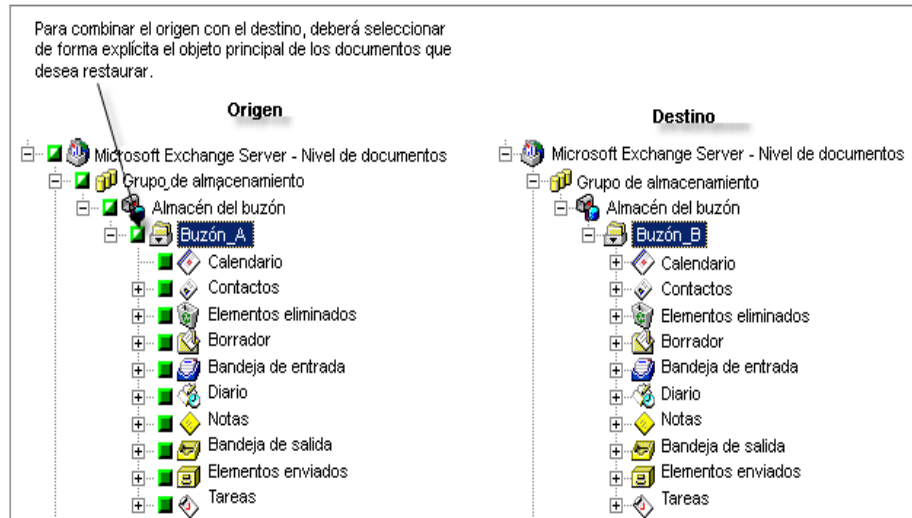 Para combinar el origen con el destino, deberá seleccionar
de forma explícita el objeto principal de los documentos que
desea restaurar.
Origen
Microsoft Exchange Server - Nivel de documentos
Grupo de almacenamiento
Almacén del buzón
Buzón_A
Calendario
Contactos
Elementos eliminados
Borrador
Bandeja de entrada
Diario
Notas
Bandeja de salida
Elementos enviados
Tareas
Destino
Microsoft Exchange Server - Nivel de documentos
Grupo de almacenamiento
Almacén del buzón
Buzón_B
Calendario
Contactos
Elementos eliminados
Borrador
Bandeja de entrada
Diario
Notas
Bandeja de salida
Elementos enviados
Tareas